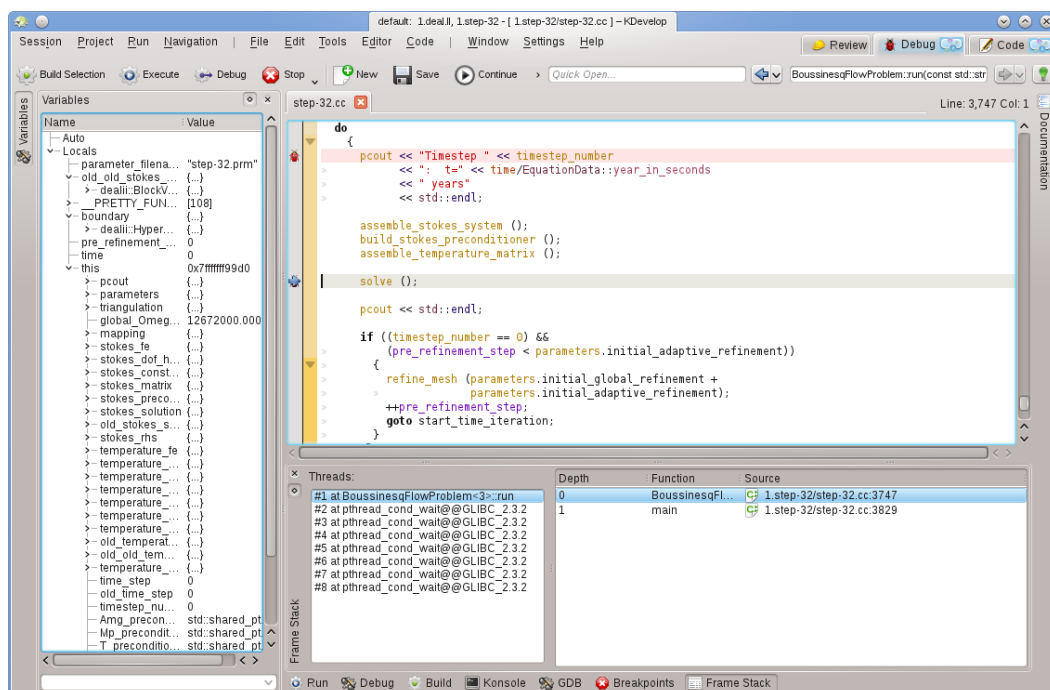 default: 1.deal.II, 1.step-32 - [ 1.step-32/step-32.cc ] – KDevelop
Session Project Run Navigation | File Edit Tools Editor Code | Window Settings Help
Review Debug Code
Build Selection Execute Debug Stop New Save Continue Quick Open... BoussinesqFlowProblem::run(const std::str
Variables
Variables
Name Value
Auto
Locals
parameter_filena... "step-32.prm"
old_old_stokes_... {...}
dealii::BlockV... {...}
__PRETTY_FUN... [108]
boundary {...}
dealii::Hyper... {...}
pre_refinement_... 0
time 0
this 0x7fffffff99d0
pcout {...}
parameters {...}
triangulation {...}
global_Omeg... 12672000.000
mapping {...}
stokes_fe {...}
stokes_dof_h... {...}
stokes_const... {...}
stokes_matrix {...}
stokes_preco... {...}
stokes_solution {...}
old_stokes_s... {...}
stokes_rhs {...}
temperature_fe {...}
temperature_... {...}
temperature_... {...}
temperature_... {...}
temperature_... {...}
temperature_... {...}
temperature_... {...}
old_temperat... {...}
old_old_tem... {...}
temperature_... {...}
time_step 0
old_time_step 0
timestep_nu... 0
Amg_precon... std::shared_pt
Mp_precondit... std::shared_pt
T_preconditio... std::shared_pt
step-32.cc Line: 3,747 Col: 1
do
{
pcout << "Timestep " << timestep_number
<< ": t=" << time/EquationData::year_in_seconds
<< " years"
<< std::endl;
assemble_stokes_system ();
build_stokes_preconditioner ();
assemble_temperature_matrix ();
solve ();
pcout << std::endl;
if ((timestep_number == 0) &&
(pre_refinement_step < parameters.initial_adaptive_refinement))
{
refine_mesh (parameters.initial_global_refinement +
parameters.initial_adaptive_refinement);
++pre_refinement_step;
goto start_time_iteration;
}
Documentation
Frame Stack
Threads:
#1 at BoussinesqFlowProblem<3>::run
#2 at pthread_cond_wait@@GLIBC_2.3.2
#3 at pthread_cond_wait@@GLIBC_2.3.2
#4 at pthread_cond_wait@@GLIBC_2.3.2
#5 at pthread_cond_wait@@GLIBC_2.3.2
#6 at pthread_cond_wait@@GLIBC_2.3.2
#7 at pthread_cond_wait@@GLIBC_2.3.2
#8 at pthread_cond_wait@@GLIBC_2.3.2
Depth Function Source
0 BoussinesqFl... 1.step-32/step-32.cc:3747
1 main 1.step-32/step-32.cc:3829
Run Debug Build Konsole GDB Breakpoints Frame Stack